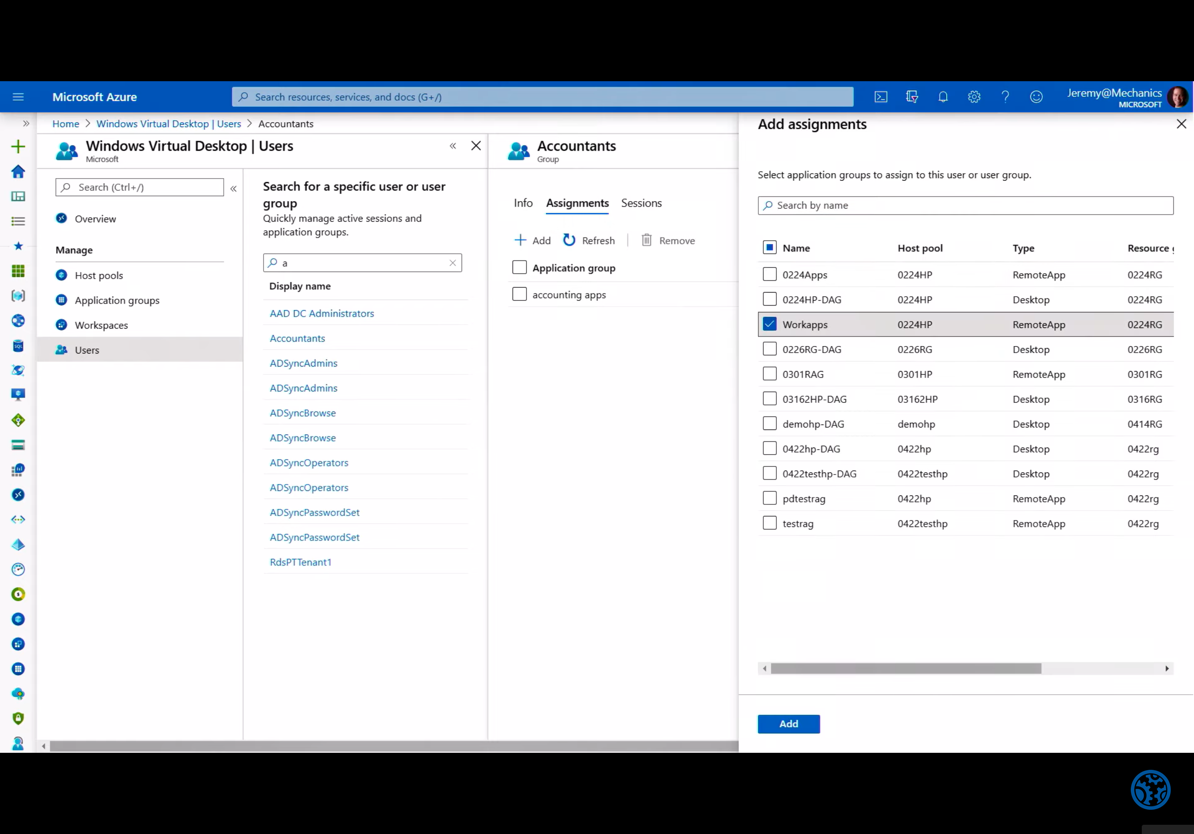 Microsoft Azure
Search resources, services, and docs (G+/)
Jeremy@Mechanics
MICROSOFT
Home > Windows Virtual Desktop | Users > Accountants
Windows Virtual Desktop | Users
Microsoft
Search (Ctrl+/)
Overview
Manage
Host pools
Application groups
Workspaces
Users
Search for a specific user or user
group
Quickly manage active sessions and
application groups.
a
Display name
AAD DC Administrators
Accountants
ADSyncAdmins
ADSyncAdmins
ADSyncBrowse
ADSyncBrowse
ADSyncOperators
ADSyncOperators
ADSyncPasswordSet
ADSyncPasswordSet
RdsPTTenant1
Accountants
Group
Info Assignments Sessions
Add Refresh Remove
Application group
accounting apps
Add assignments
Select application groups to assign to this user or user group.
Search by name
Name Host pool Type Resource g
0224Apps 0224HP RemoteApp 0224RG
0224HP-DAG 0224HP Desktop 0224RG
Workapps 0224HP RemoteApp 0224RG
0226RG-DAG 0226RG Desktop 0226RG
0301RAG 0301HP RemoteApp 0301RG
03162HP-DAG 03162HP Desktop 0316RG
demohp-DAG demohp Desktop 0414RG
0422hp-DAG 0422hp Desktop 0422rg
0422testhp-DAG 0422testhp Desktop 0422rg
pdtestrag 0422hp RemoteApp 0422rg
testrag 0422testhp RemoteApp 0422rg
Add